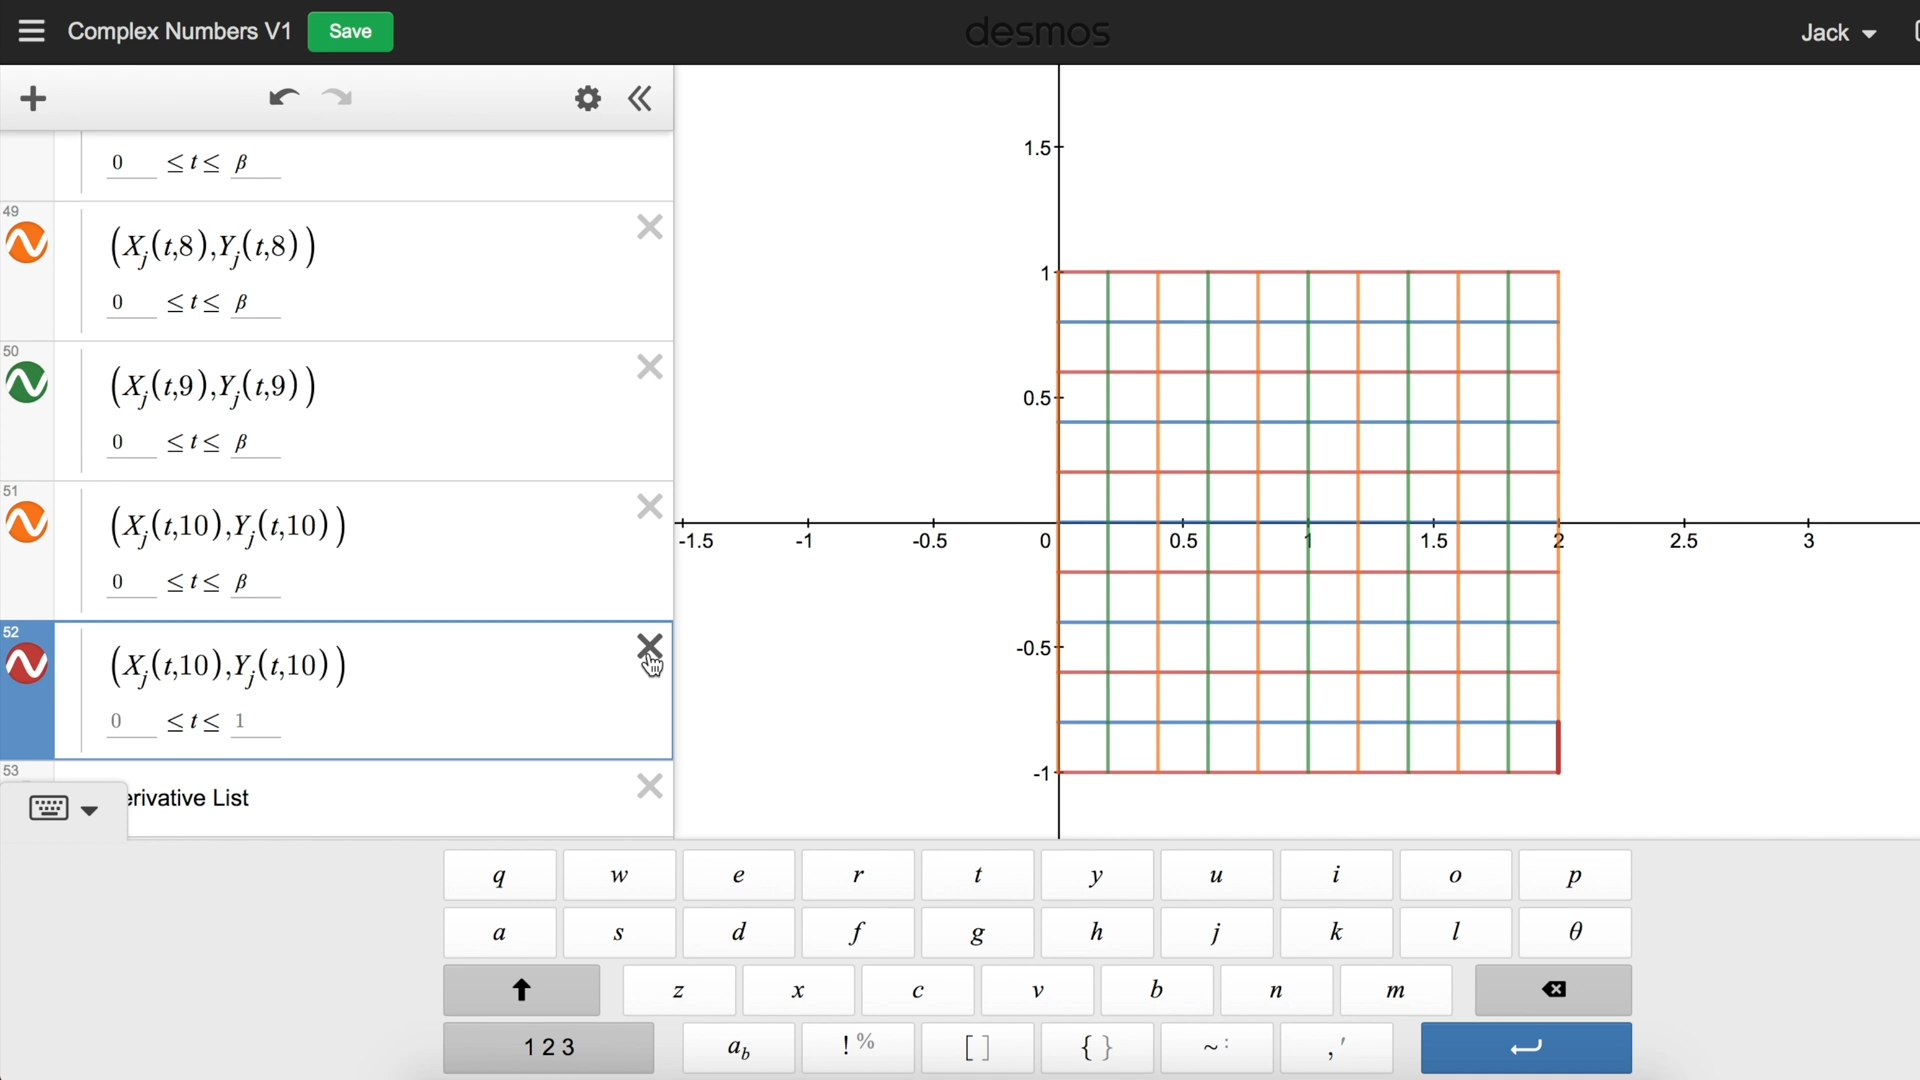 Complex Numbers V1 Save desmos Jack
0 ≤ t ≤ β
49
(X_j(t,8),Y_j(t,8))
0 ≤ t ≤ β
50
(X_j(t,9),Y_j(t,9))
0 ≤ t ≤ β
51
(X_j(t,10),Y_j(t,10))
0 ≤ t ≤ β
52
(X_j(t,10),Y_j(t,10))
0 ≤ t ≤ 1
53
erivative List
1.5
1
0.5
-1.5 -1 -0.5 0 0.5 1 1.5 2 2.5 3
-0.5
-1
q w e r t y u i o p
a s d f g h j k l θ
z x c v b n m
1 2 3 a_b ! % [ ] { } ~ : , '